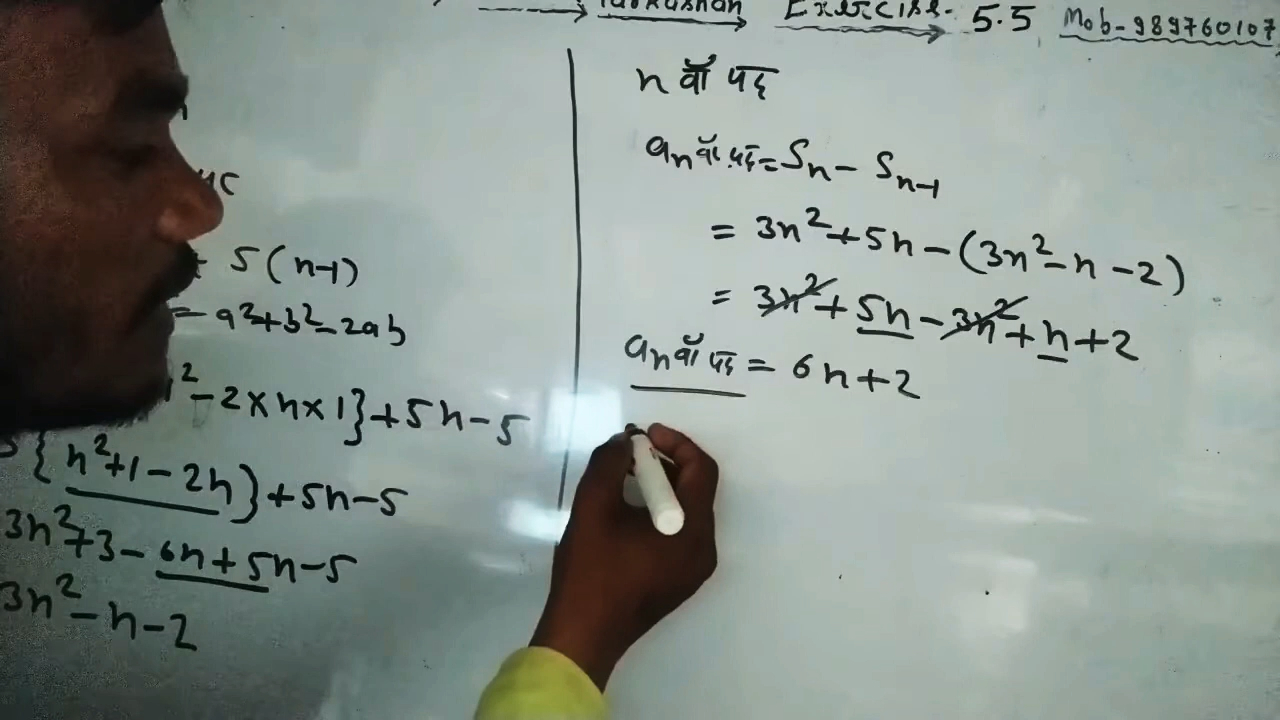 Exercise. 5.5 Mob-989760107
5(n-1)
= a²+b²-2ab
² - 2×n×1}+5n-5
{n²+1-2n}+5n-5
3n²+3-6n+5n-5
3n²-n-2
n वाँ पद
aₙ वाँ पद = Sₙ - Sₙ₋₁
= 3n²+5n-(3n²-n-2)
= 3n²+5n-3n²+n+2
aₙ वाँ पद = 6n+2